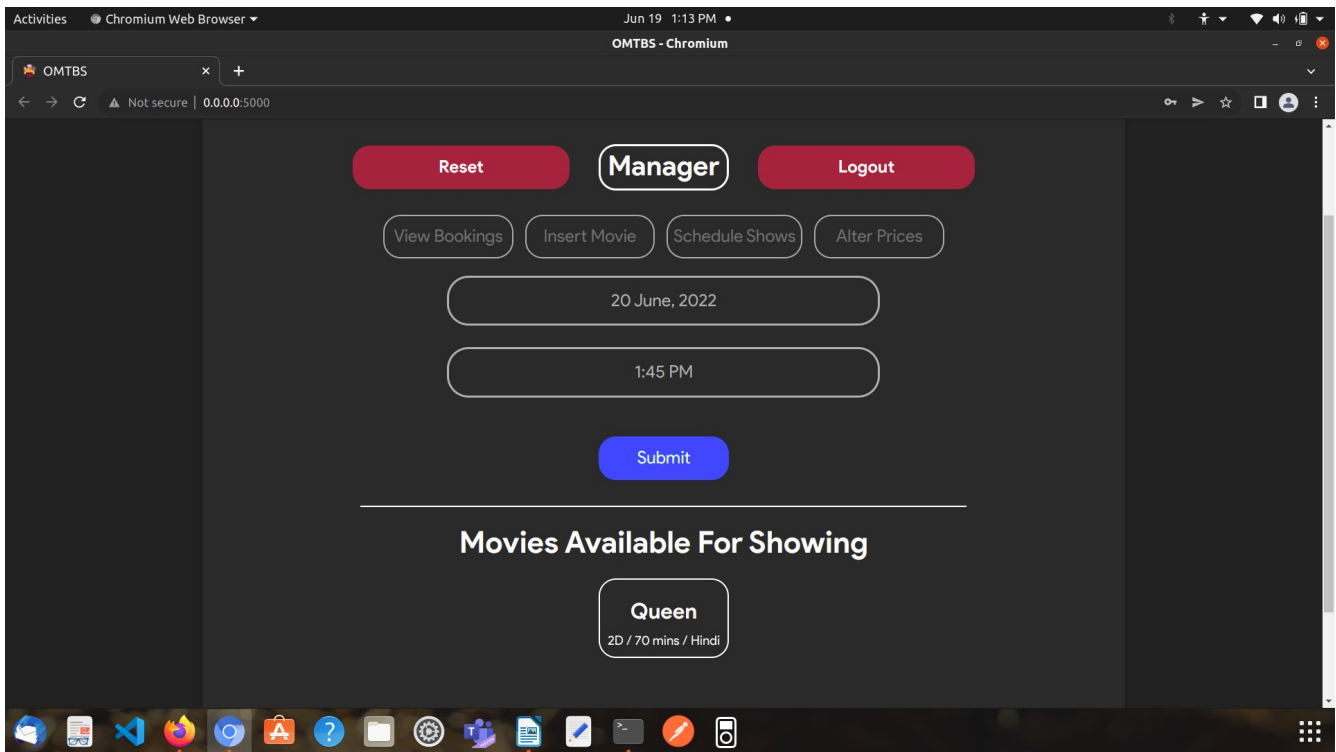 Activities Chromium Web Browser Jun 19 1:13 PM
OMTBS - Chromium
OMTBS
Not secure | 0.0.0.0:5000
Reset Manager Logout
View Bookings Insert Movie Schedule Shows Alter Prices
20 June, 2022
1:45 PM
Submit
Movies Available For Showing
Queen
2D / 70 mins / Hindi